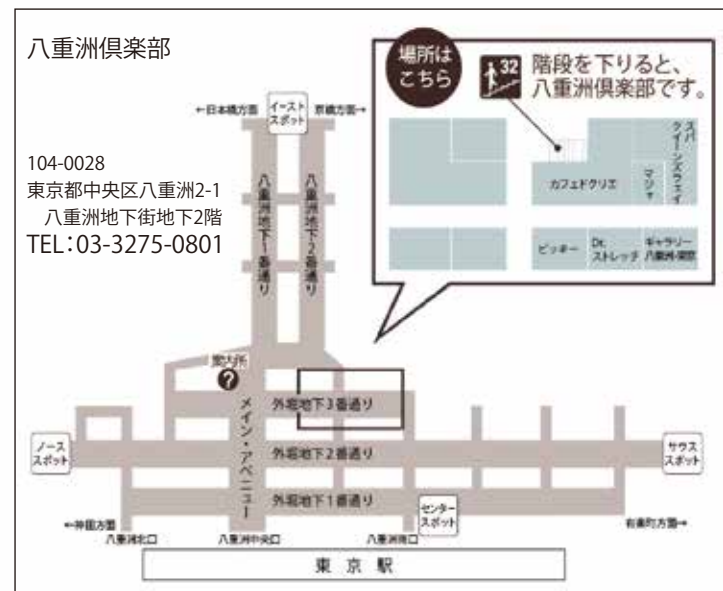 八重洲倶楽部
104-0028
東京都中央区八重洲2-1
八重洲地下街地下2階
TEL：03-3275-0801
場所は
こちら
32
階段を下りると、
八重洲倶楽部です。
スパ
クイーンズウェイ
カフェドクリエ
マジャ
ビッキー
Dr.
ストレッチ
ギャラリー
八重洲・東京
←日本橋方面
イースト
スポット
京橋方面→
八重洲地下1番通り
八重洲地下2番通り
案内所
?
メイン・アベニュー
外堀地下3番通り
ノース
スポット
外堀地下2番通り
サウス
スポット
外堀地下1番通り
センター
スポット
←神田方面
有楽町方面→
八重洲北口
八重洲中央口
八重洲南口
東京駅